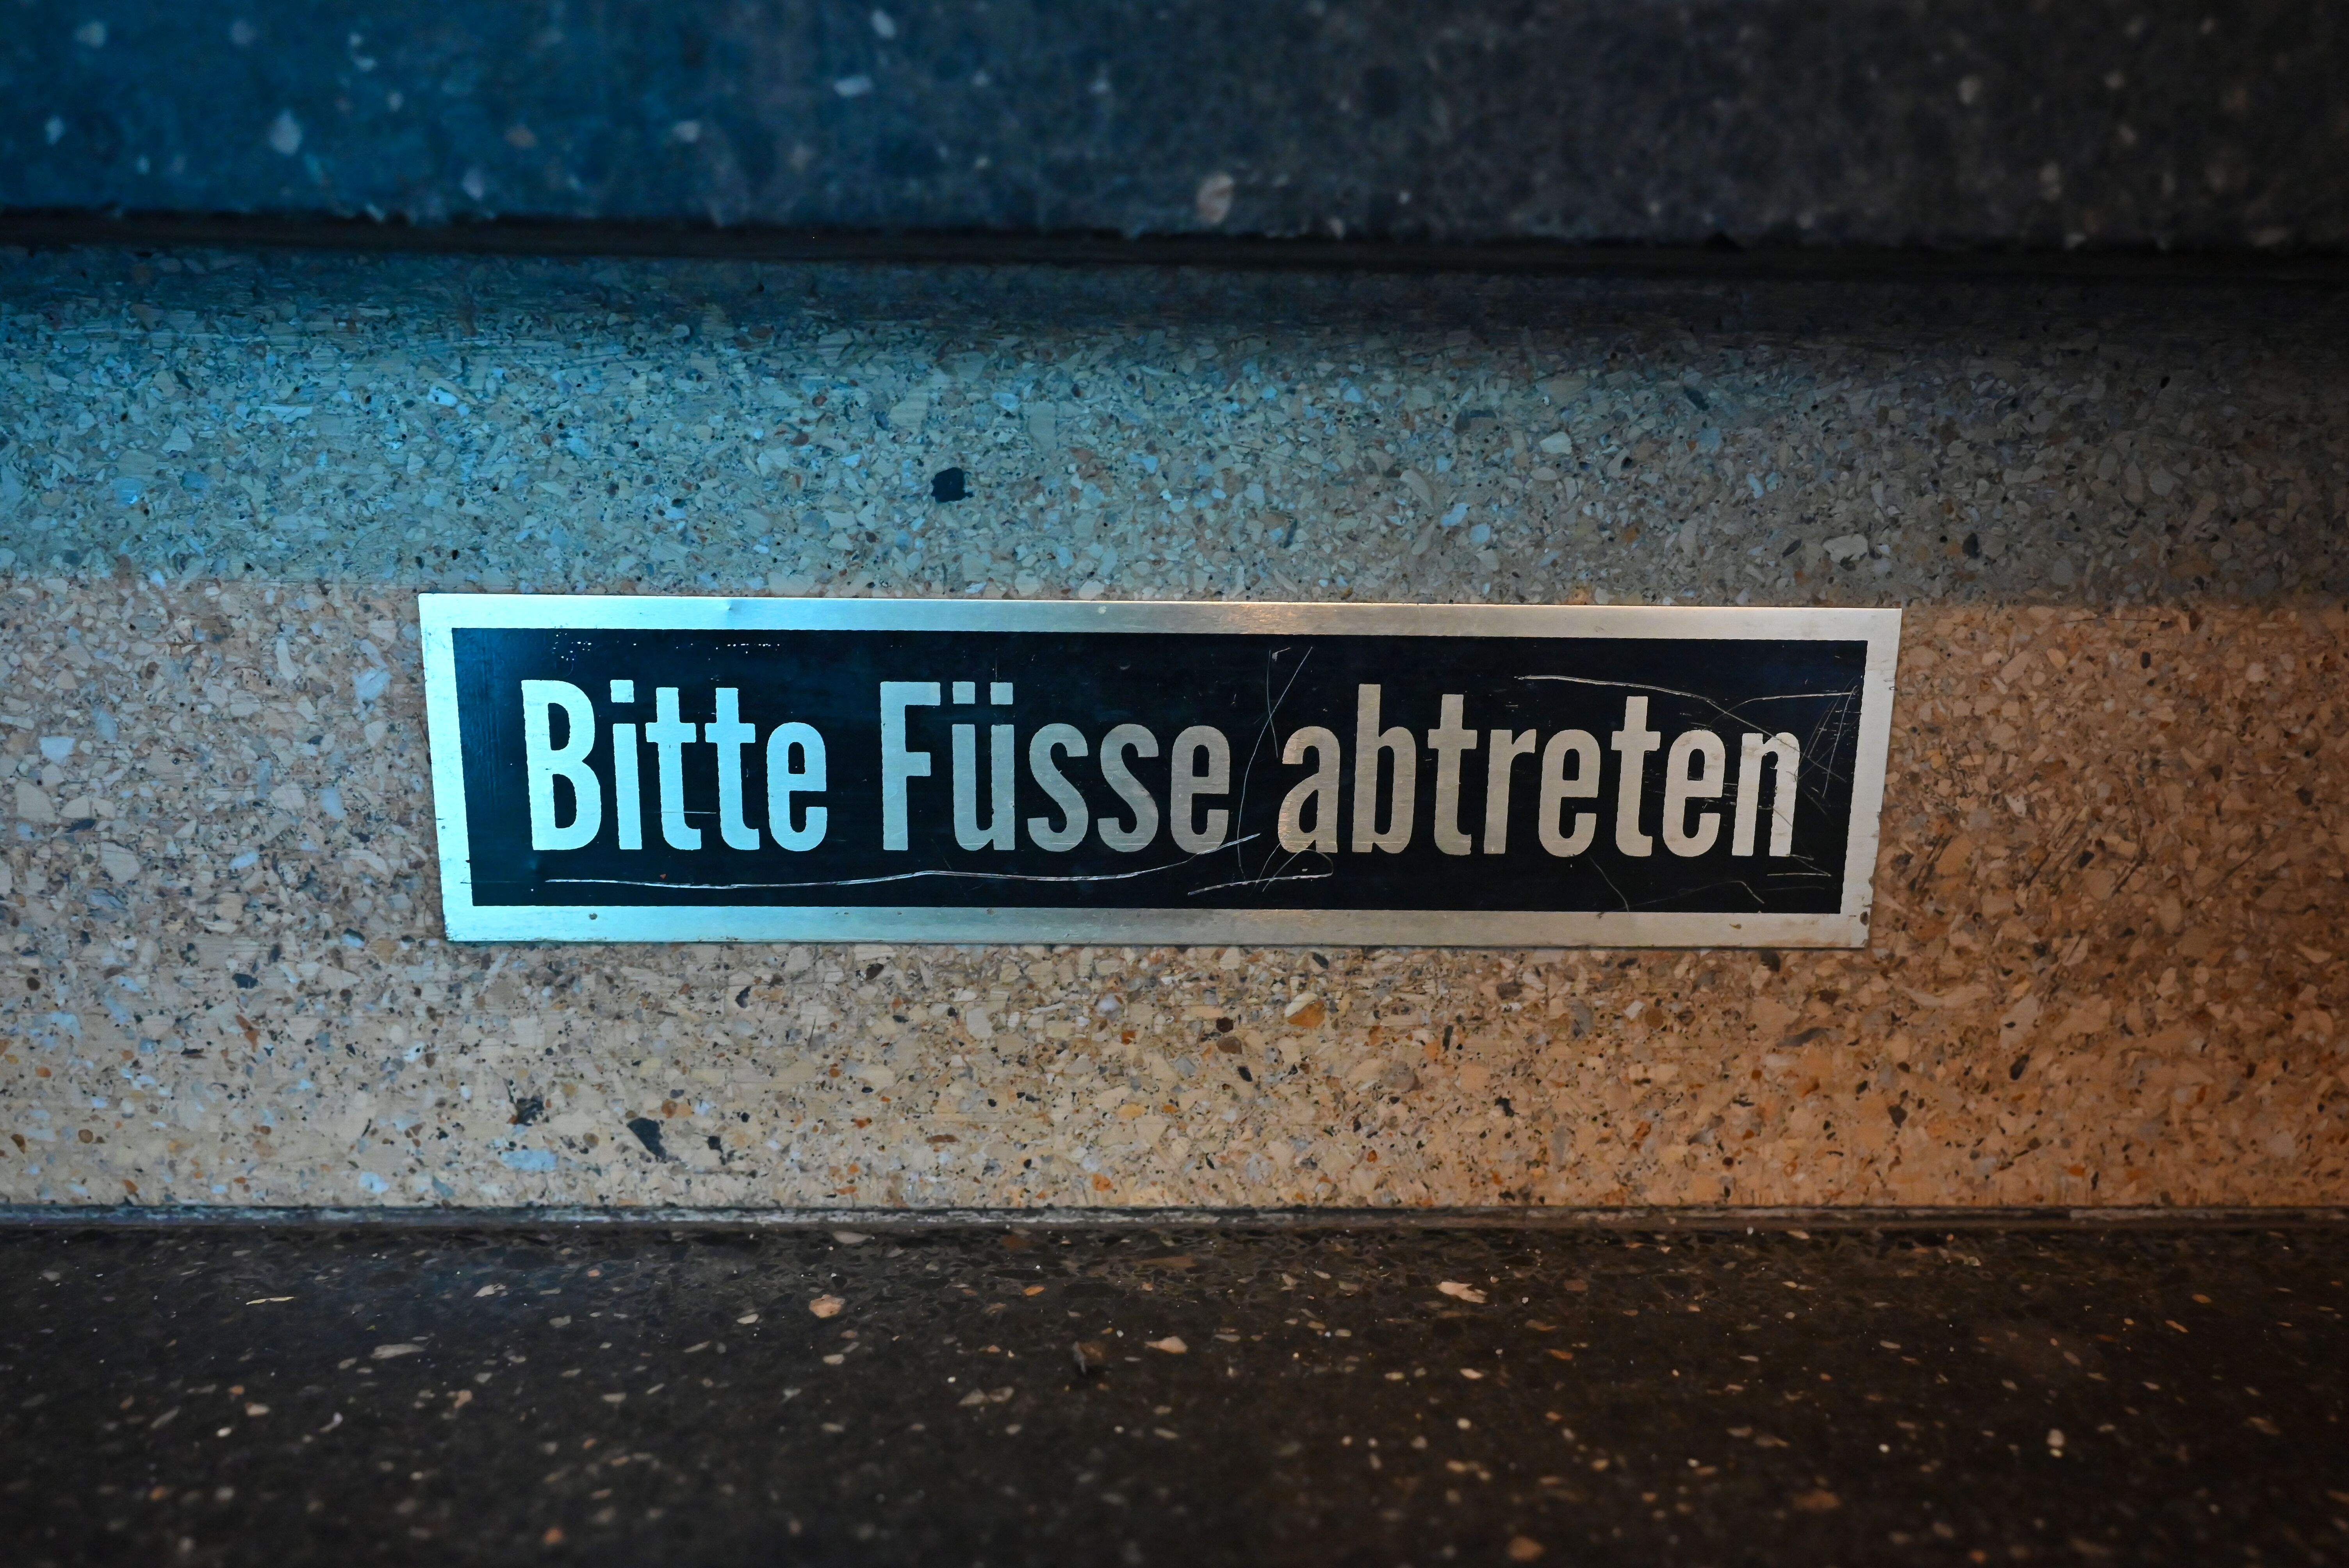 Bitte Füsse abtreten